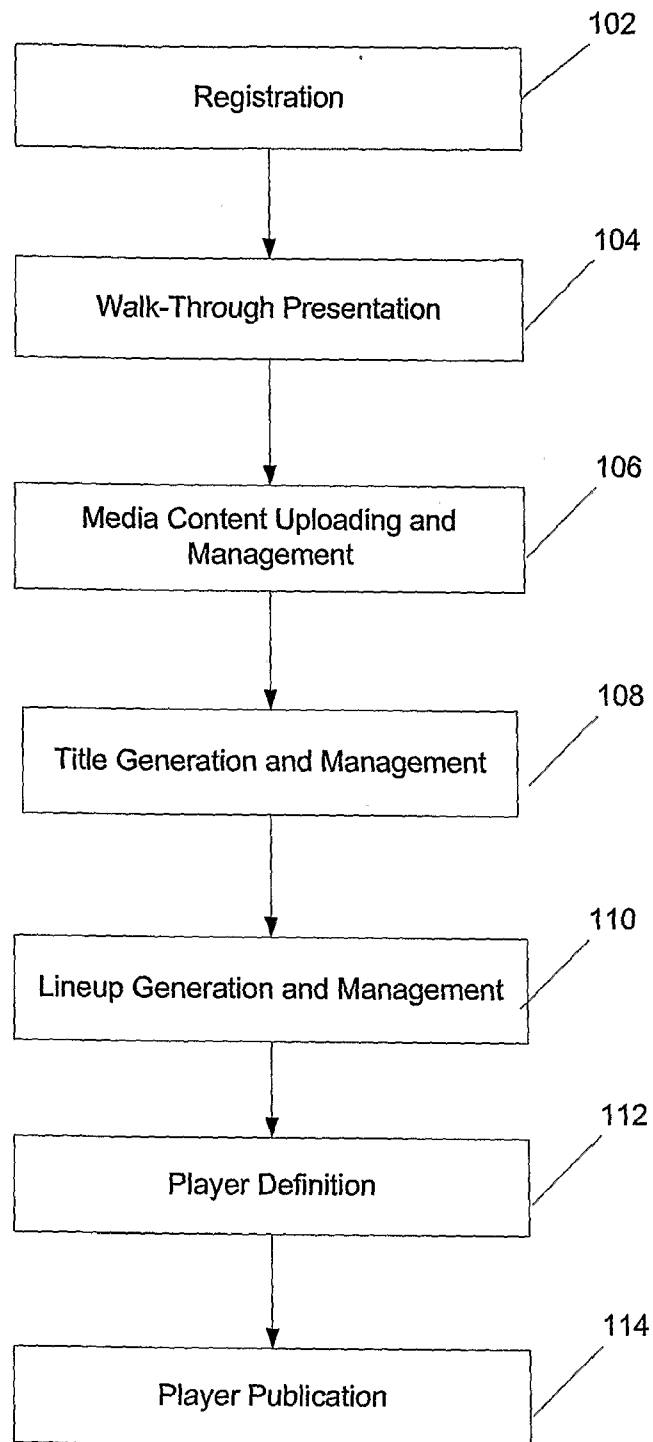 102
Registration
104
Walk-Through Presentation
106
Media Content Uploading and
Management
108
Title Generation and Management
110
Lineup Generation and Management
112
Player Definition
114
Player Publication